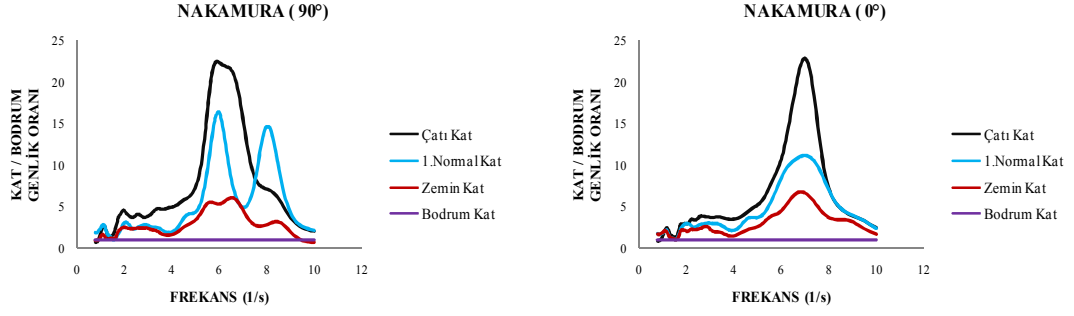 NAKAMURA ( 90°)
KAT / BODRUM
GENLİK ORANI
25
20
15
10
5
0
0 2 4 6 8 10 12
FREKANS (1/s)
Çatı Kat
1.Normal Kat
Zemin Kat
Bodrum Kat
NAKAMURA ( 0°)
KAT / BODRUM
GENLİK ORANI
25
20
15
10
5
0
0 2 4 6 8 10 12
FREKANS (1/s)
Çatı Kat
1.Normal Kat
Zemin Kat
Bodrum Kat